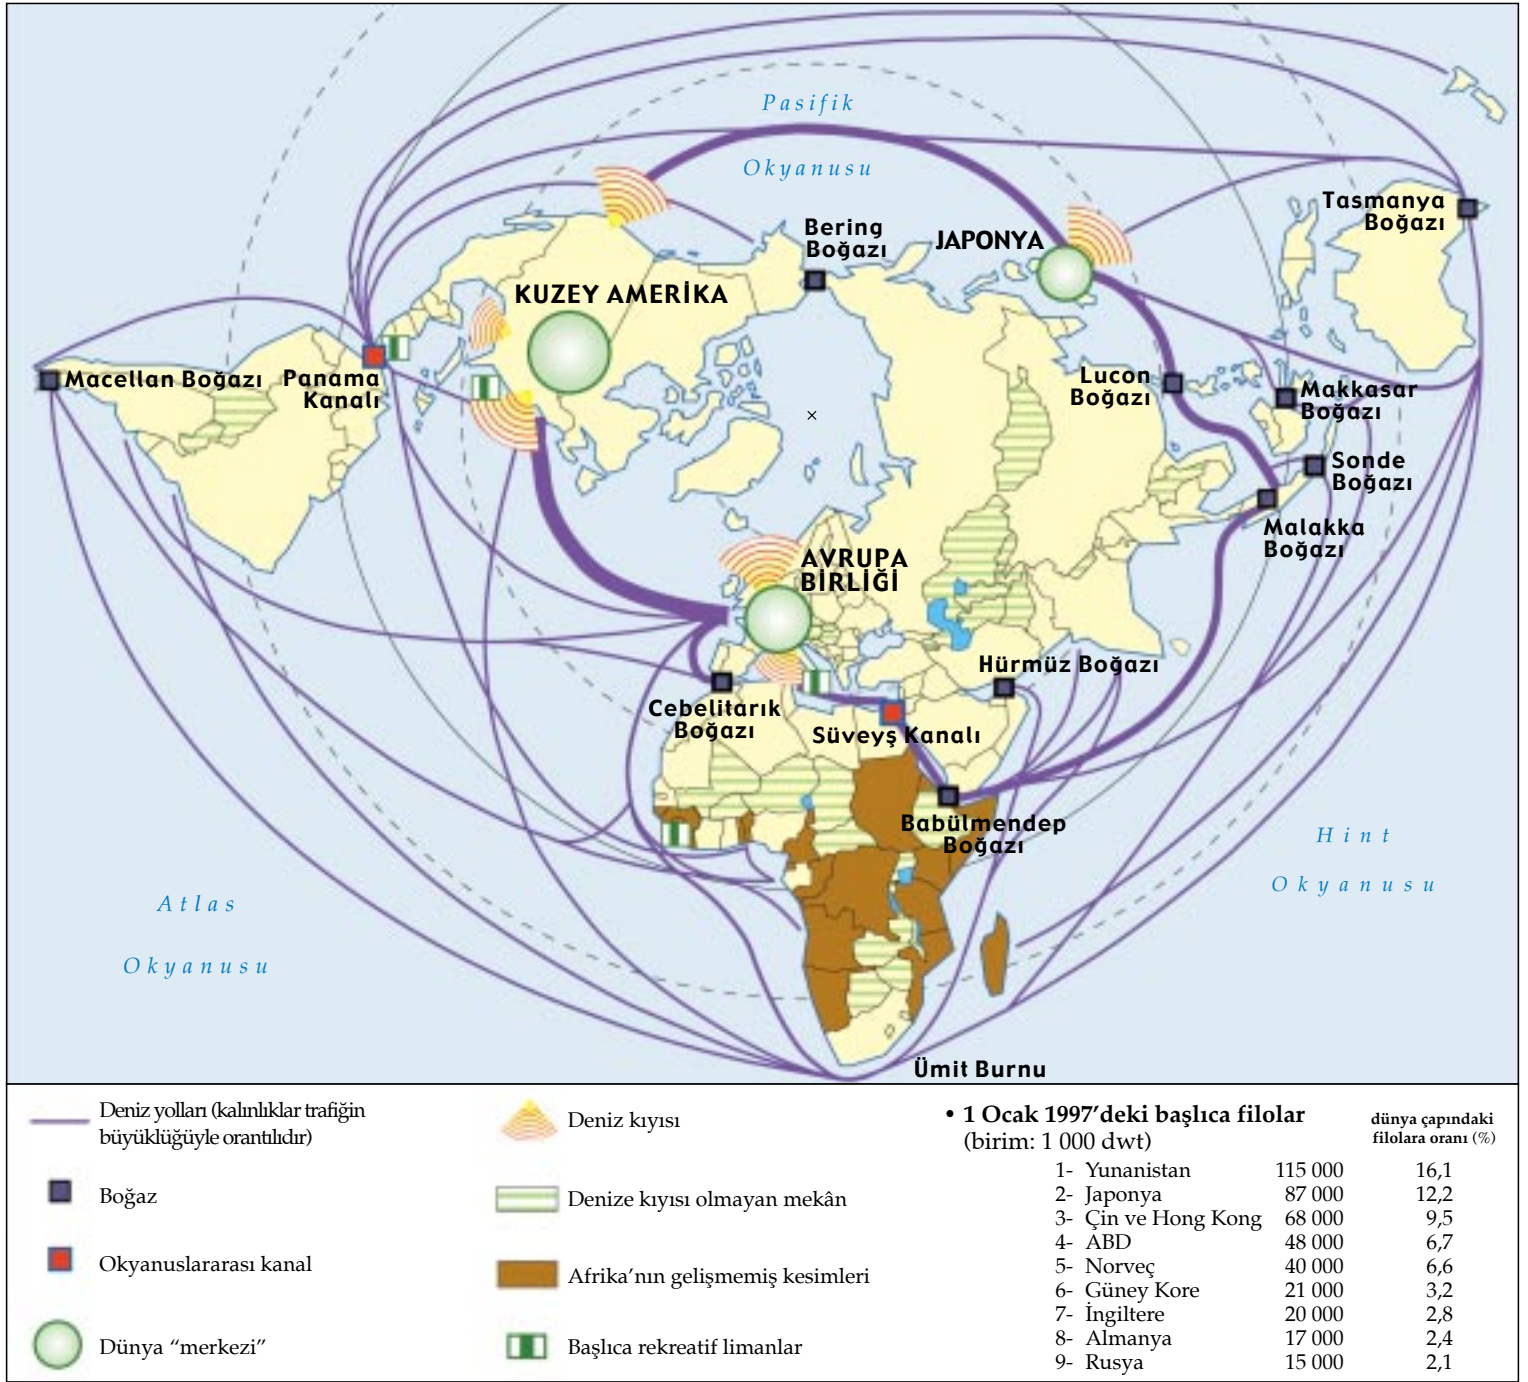 Pasifik
Okyanusu
Tasmanya
Boğazı
Bering
Boğazı
JAPONYA
KUZEY AMERİKA
Macellan Boğazı
Panama
Kanalı
Lucon
Boğazı
Makkasar
Boğazı
Sonde
Boğazı
Malakka
Boğazı
AVRUPA
BİRLİĞİ
Hürmüz Boğazı
Cebelitarık
Boğazı
Süveyş Kanalı
Babülmendep
Boğazı
Hint
Okyanusu
Atlas
Okyanusu
Ümit Burnu
Deniz yolları (kalınlıklar trafiğin
büyüklüğüyle orantılıdır)
Boğaz
Okyanuslararası kanal
Dünya “merkezi”
Deniz kıyısı
Denize kıyısı olmayan mekân
Afrika’nın gelişmemiş kesimleri
Başlıca rekreatif limanlar
• 1 Ocak 1997’deki başlıca filolar
(birim: 1 000 dwt)
dünya çapındaki
filolara oranı (%)
1- Yunanistan 115 000 16,1
2- Japonya 87 000 12,2
3- Çin ve Hong Kong 68 000 9,5
4- ABD 48 000 6,7
5- Norveç 40 000 6,6
6- Güney Kore 21 000 3,2
7- İngiltere 20 000 2,8
8- Almanya 17 000 2,4
9- Rusya 15 000 2,1